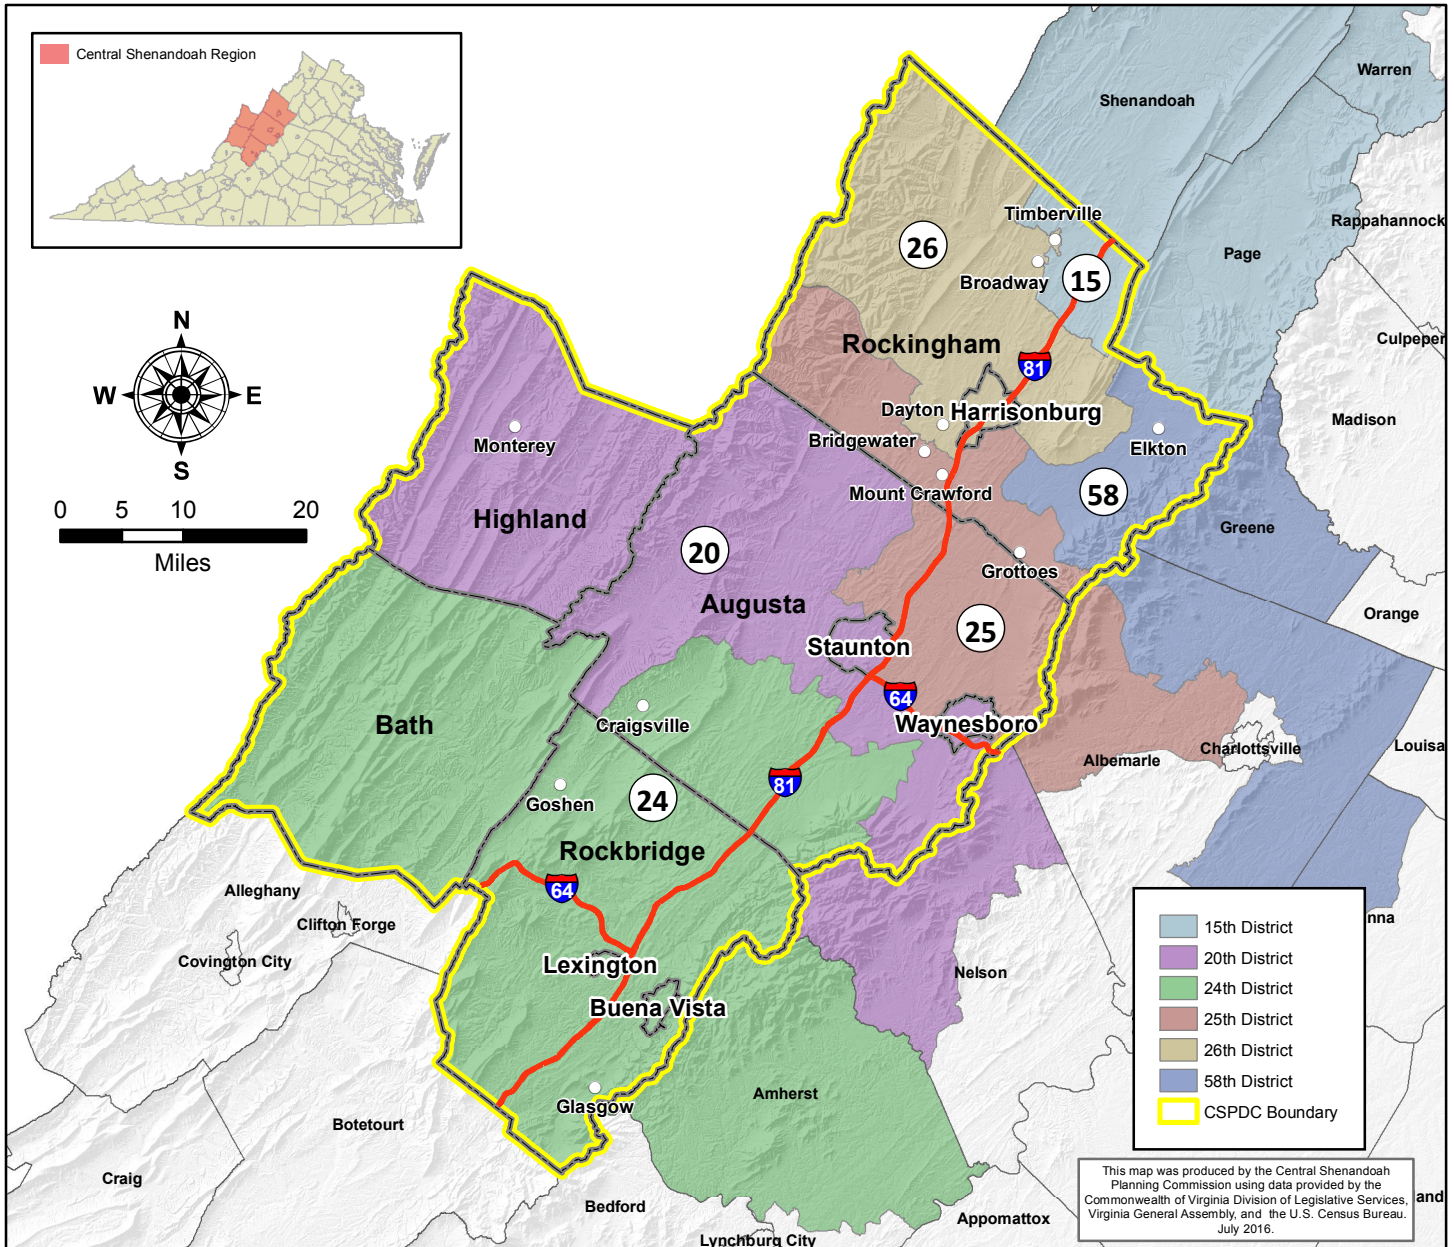 Central Shenandoah Region
Warren
Shenandoah
Rappahannock
Timberville
26
Page
Broadway
15
N
W
E
S
Culpeper
Rockingham
81
Madison
Dayton
Harrisonburg
Monterey
Bridgewater
Elkton
Mount Crawford
58
0
5
10
20
Miles
Highland
Greene
20
Grottoes
Augusta
Orange
25
Staunton
64
Bath
Craigsville
Waynesboro
Charlottsville
Louisa
Albemarle
81
Goshen
24
Rockbridge
64
Alleghany
Clifton Forge
nna
Covington City
Lexington
Nelson
Buena Vista
15th District
20th District
24th District
25th District
26th District
58th District
CSPDC Boundary
Amherst
Glasgow
Botetourt
Craig
Bedford
Appomattox
Lynchburg City
and
This map was produced by the Central Shenandoah
Planning Commission using data provided by the
Commonwealth of Virginia Division of Legislative Services,
Virginia General Assembly, and the U.S. Census Bureau.
July 2016.